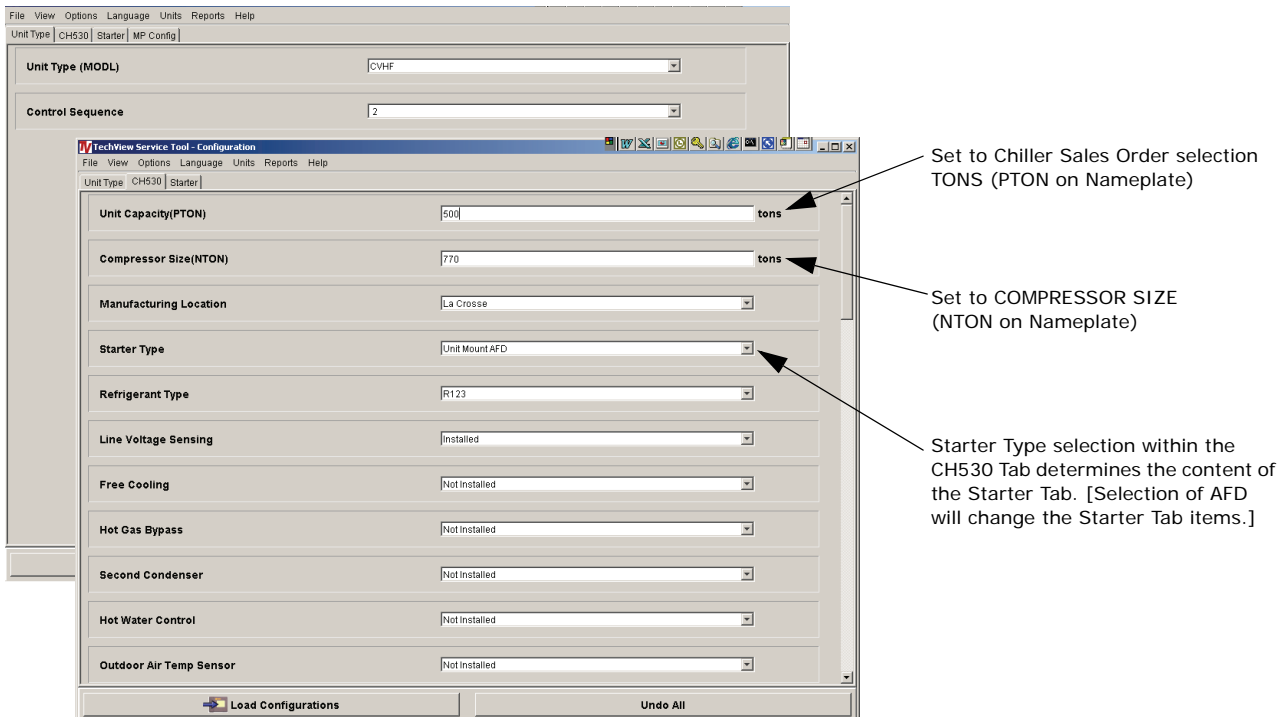 File View Options Language Units Reports Help
Unit Type CH530 Starter MP Config
Unit Type (MODL) CVHF
Control Sequence 2
TechView Service Tool - Configuration
File View Options Language Units Reports Help
Unit Type CH530 Starter
Unit Capacity(PTON) 500 tons
Compressor Size(NTON) 770 tons
Manufacturing Location La Crosse
Starter Type Unit Mount AFD
Refrigerant Type R123
Line Voltage Sensing Installed
Free Cooling Not Installed
Hot Gas Bypass Not Installed
Second Condenser Not Installed
Hot Water Control Not Installed
Outdoor Air Temp Sensor Not Installed
Load Configurations Undo All
Set to Chiller Sales Order selection
TONS (PTON on Nameplate)
Set to COMPRESSOR SIZE
(NTON on Nameplate)
Starter Type selection within the
CH530 Tab determines the content of
the Starter Tab. [Selection of AFD
will change the Starter Tab items.]